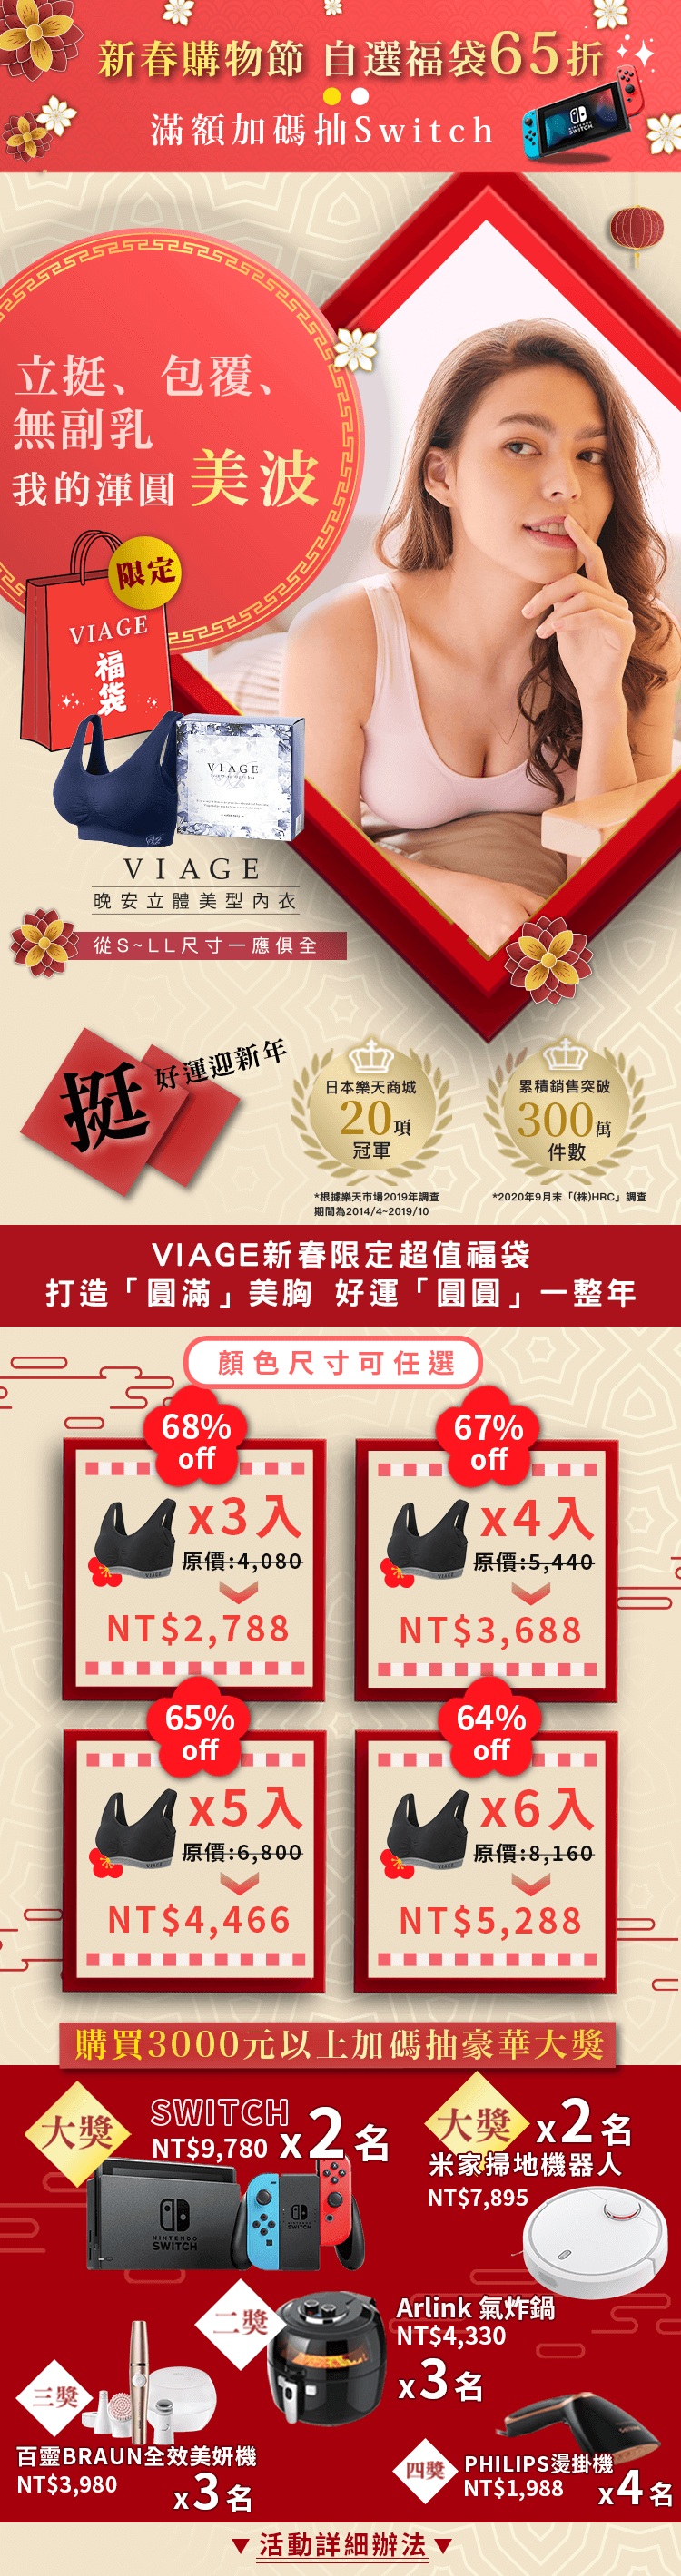 新春購物節 自選福袋65折
滿額加碼抽Switch
NINTENDO
SWITCH
立挺、包覆、
無副乳
我的渾圓 美波
限定
VIAGE
福袋
VIAGE
VIAGE
晚安立體美型內衣
從S~LL尺寸一應俱全
挺
好運迎新年
日本樂天商城
20項
冠軍
*根據樂天市場2019年調查
期間為2014/4~2019/10
累積銷售突破
300萬
件數
*2020年9月末「(株)HRC」調查
VIAGE新春限定超值福袋
打造「圓滿」美胸 好運「圓圓」一整年
顏色尺寸可任選
68%
off
x3入
原價:4,080
VIAGE
NT$2,788
67%
off
x4入
原價:5,440
VIAGE
NT$3,688
65%
off
x5入
原價:6,800
VIAGE
NT$4,466
64%
off
x6入
原價:8,160
VIAGE
NT$5,288
購買3000元以上加碼抽豪華大獎
大獎
SWITCH
NT$9,780 x2名
NINTENDO
SWITCH
NINTENDO
SWITCH
大獎 x2名
米家掃地機器人
NT$7,895
二獎
Arlink 氣炸鍋
NT$4,330
x3名
三獎
百靈BRAUN全效美妍機
NT$3,980
x3名
四獎
PHILIPS燙掛機
NT$1,988
x4名
▼ 活動詳細辦法 ▼